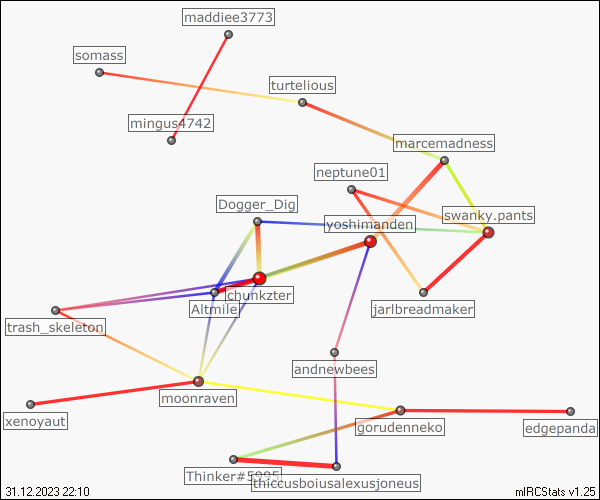 maddiee3773
somass
turtelious
mingus4742
marcemadness
neptune01
Dogger_Dig
swanky.pants
yoshimanden
chunkzter
Altmile
jarlbreadmaker
trash_skeleton
andnewbees
moonraven
xenoyaut
gorudenneko
edgepanda
Thinker#5995
thiccusboiusalexusjoneus
31.12.2023 22:10
mIRCStats v1.25